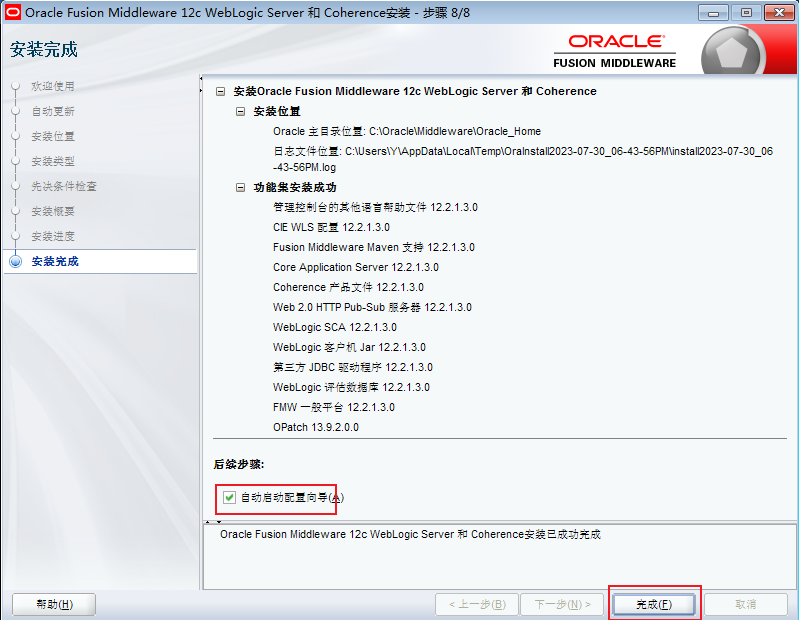 Oracle Fusion Middleware 12c WebLogic Server 和 Coherence安装 - 步骤 8/8
安装完成
ORACLE
FUSION MIDDLEWARE
欢迎使用
自动更新
安装位置
安装类型
先决条件检查
安装概要
安装进度
安装完成
安装Oracle Fusion Middleware 12c WebLogic Server 和 Coherence
安装位置
Oracle 主目录位置: C:\Oracle\Middleware\Oracle_Home
日志文件位置: C:\Users\Y\AppData\Local\Temp\OraInstall2023-07-30_06-43-56PM\install2023-07-30_06
-43-56PM.log
功能集安装成功
管理控制台的其他语言帮助文件 12.2.1.3.0
CIE WLS 配置 12.2.1.3.0
Fusion Middleware Maven 支持 12.2.1.3.0
Core Application Server 12.2.1.3.0
Coherence 产品文件 12.2.1.3.0
Web 2.0 HTTP Pub-Sub 服务器 12.2.1.3.0
WebLogic SCA 12.2.1.3.0
WebLogic 客户机 Jar 12.2.1.3.0
第三方 JDBC 驱动程序 12.2.1.3.0
WebLogic 评估数据库 12.2.1.3.0
FMW 一般平台 12.2.1.3.0
OPatch 13.9.2.0.0
后续步骤:
自动启动配置向导(A)
Oracle Fusion Middleware 12c WebLogic Server 和 Coherence安装已成功完成
帮助(H)
< 上一步(B)
下一步(N) >
完成(F)
取消